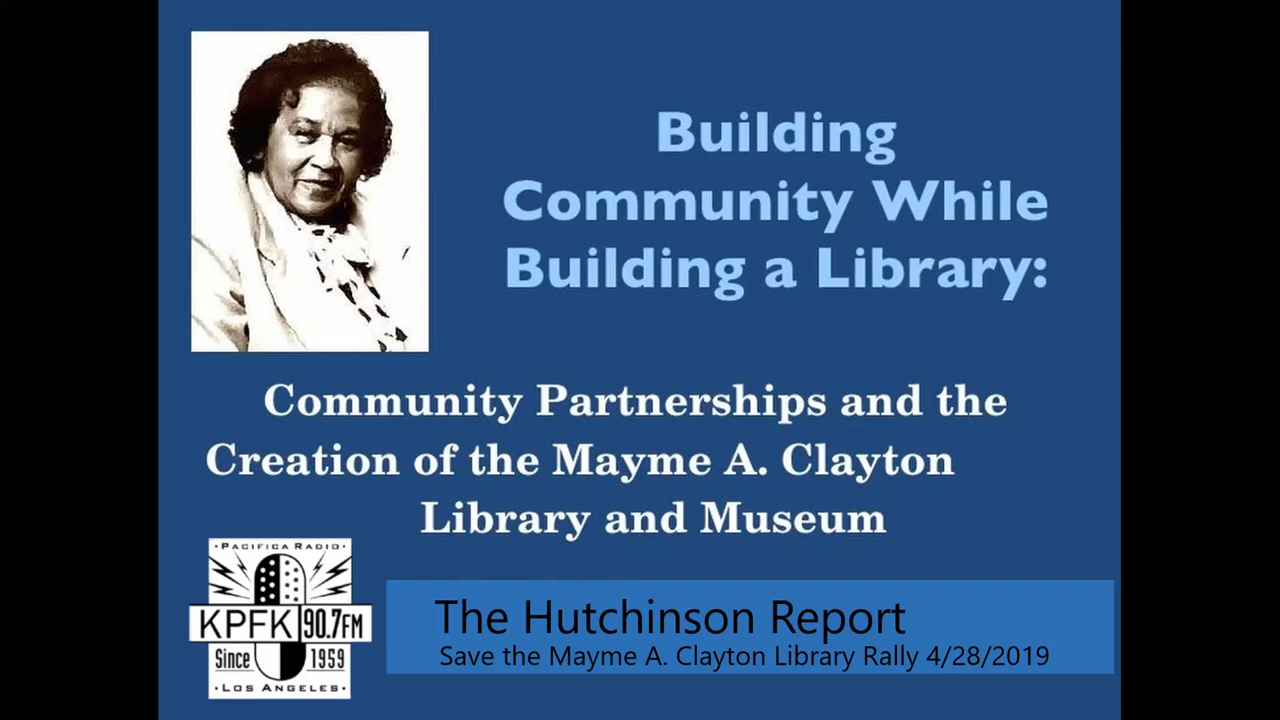 Building
Community While
Building a Library:
Community Partnerships and the
Creation of the Mayme A. Clayton
Library and Museum
· PACIFICA RADIO ·
KPFK 90.7FM
Since 1959
· LOS ANGELES ·
The Hutchinson Report
Save the Mayme A. Clayton Library Rally 4/28/2019